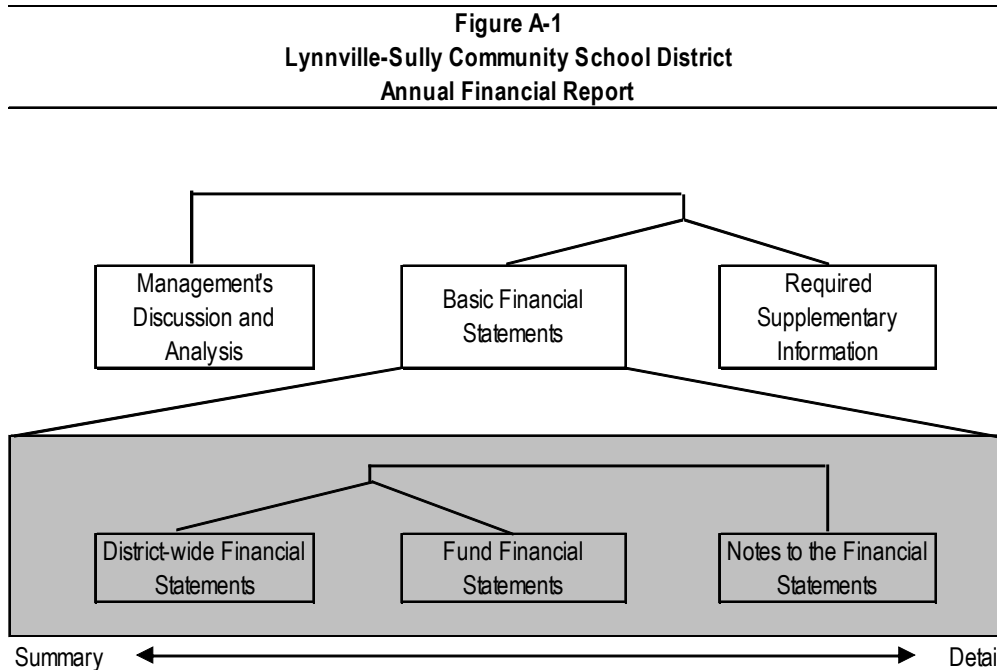 Figure A-1
Lynnville-Sully Community School District
Annual Financial Report
Management's
Discussion and
Analysis
Basic Financial
Statements
Required
Supplementary
Information
District-wide Financial
Statements
Fund Financial
Statements
Notes to the Financial
Statements
Summary
Detai